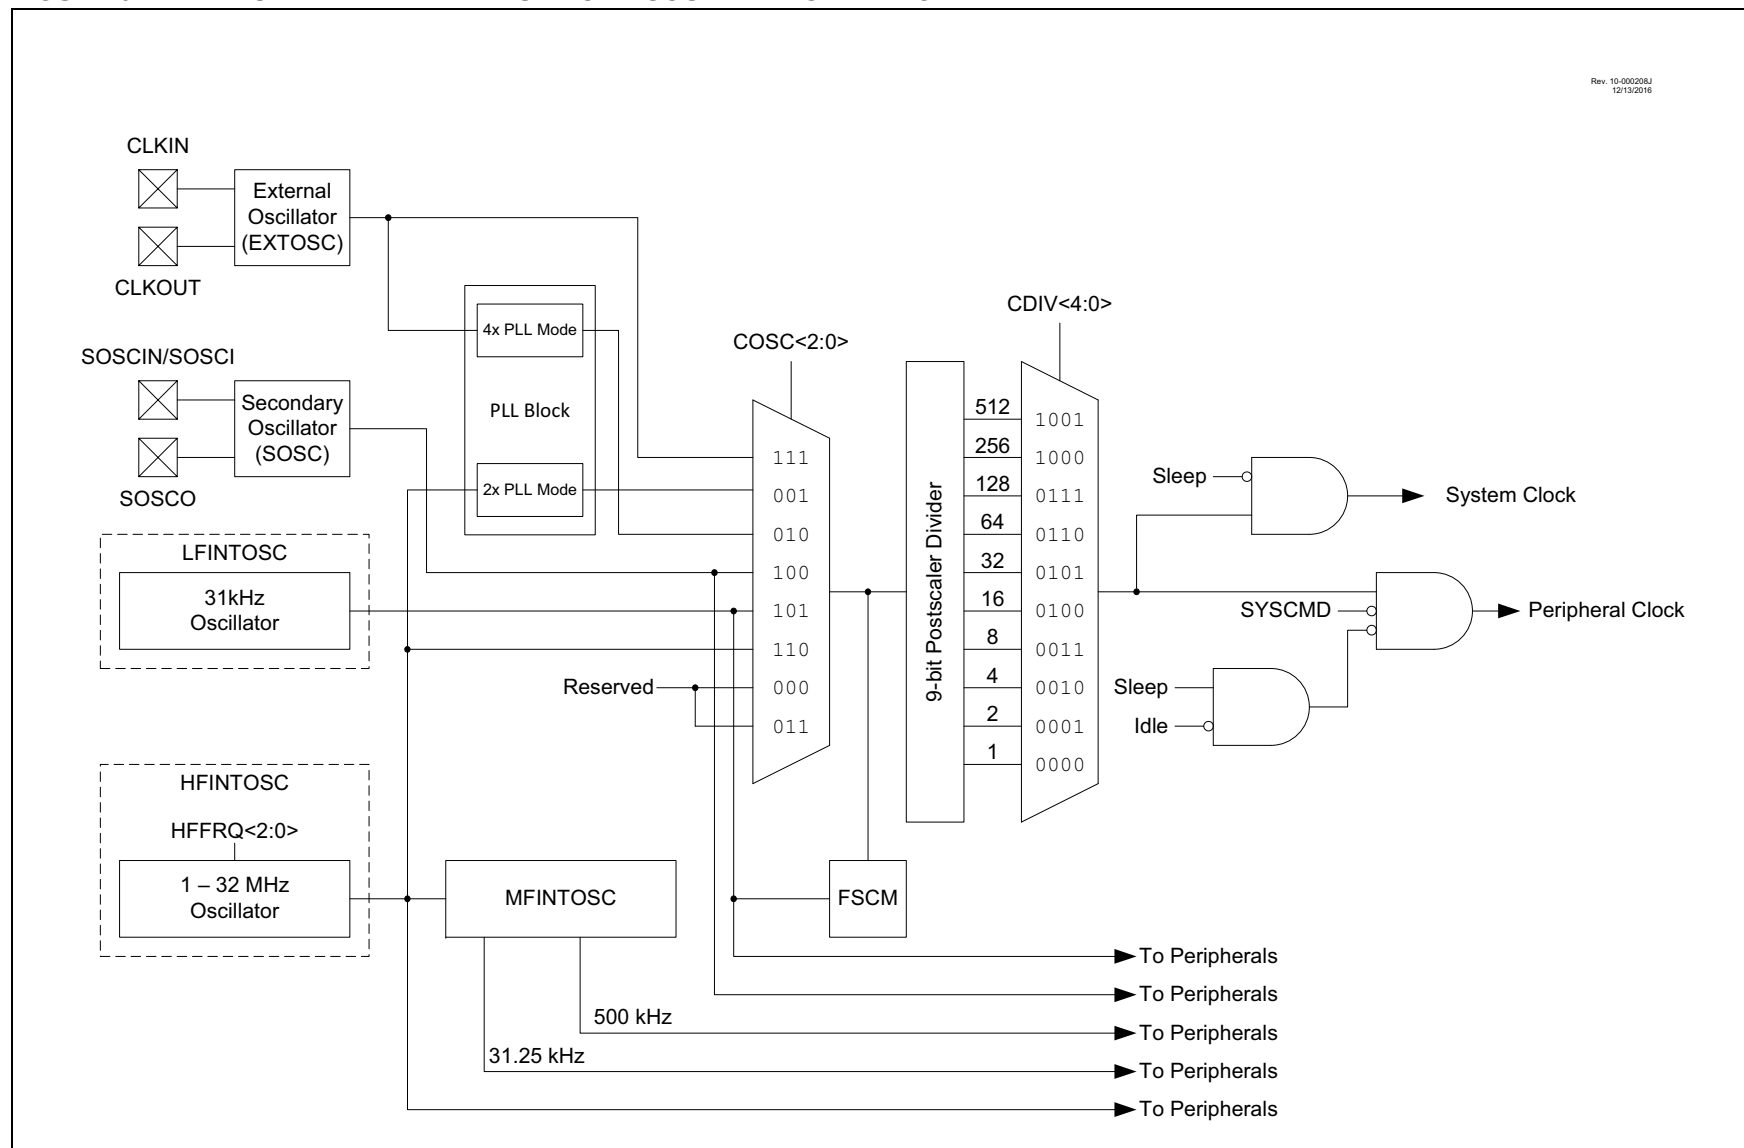 Rev. 10-000208J
12/13/2016
CLKIN
External
Oscillator
(EXTOSC)
CLKOUT
SOSCIN/SOSCI
Secondary
Oscillator
(SOSC)
SOSCO
4x PLL Mode
PLL Block
2x PLL Mode
LFINTOSC
31kHz
Oscillator
HFINTOSC
HFFRQ<2:0>
1 – 32 MHz
Oscillator
MFINTOSC
Reserved
COSC<2:0>
111
001
010
100
101
110
000
011
FSCM
9-bit Postscaler Divider
512
256
128
64
32
16
8
4
2
1
CDIV<4:0>
1001
1000
0111
0110
0101
0100
0011
0010
0001
0000
Sleep
System Clock
SYSCMD
Peripheral Clock
Sleep
Idle
To Peripherals
To Peripherals
500 kHz
To Peripherals
31.25 kHz
To Peripherals
To Peripherals